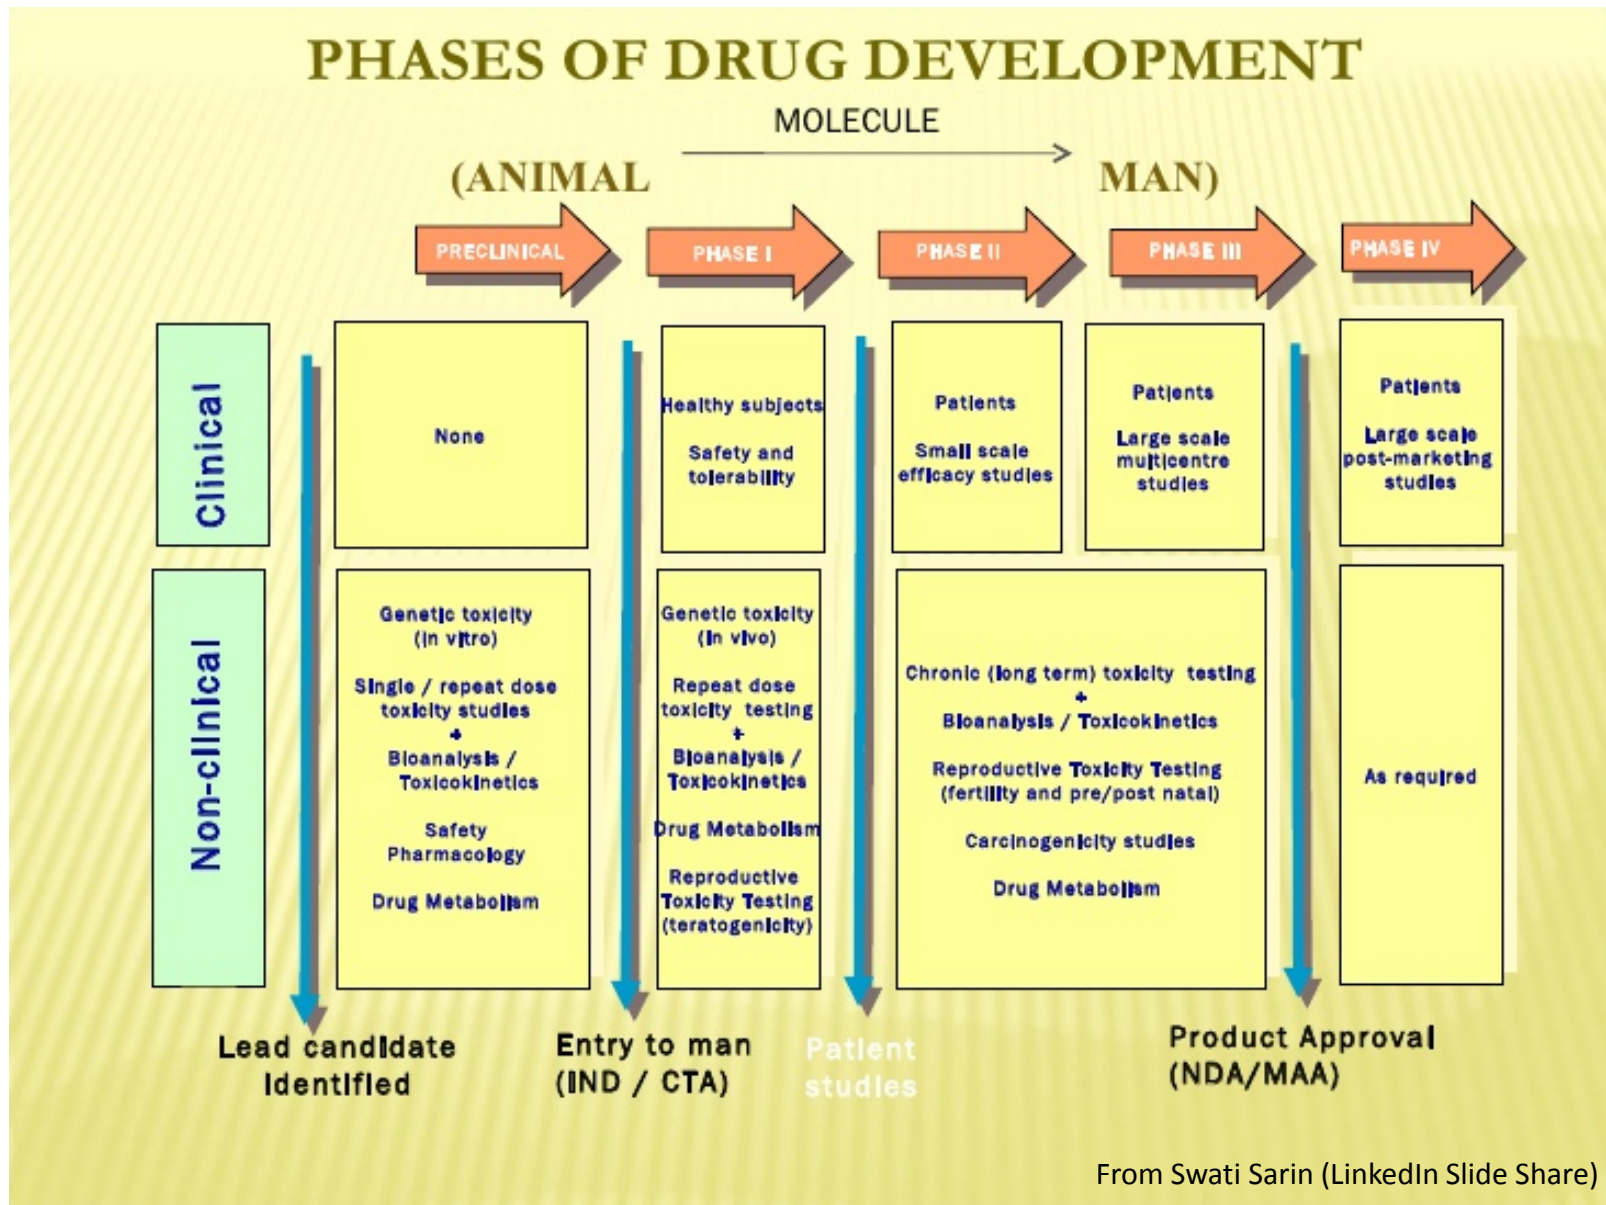 PHASES OF DRUG DEVELOPMENT
MOLECULE
(ANIMAL
MAN)
PRECLINICAL
PHASE I
PHASE II
PHASE III
PHASE IV
Clinical
None
Healthy subjects
Safety and
tolerability
Patients
Small scale
efficacy studies
Patients
Large scale
multicentre
studies
Patients
Large scale
post-marketing
studies
Non-clinical
Genetic toxicity
(in vitro)
Single / repeat dose
toxicity studies
+
Bioanalysis /
Toxicokinetics
Safety
Pharmacology
Drug Metabolism
Genetic toxicity
(in vivo)
Repeat dose
toxicity testing
+
Bioanalysis /
Toxicokinetics
Drug Metabolism
Reproductive
Toxicity Testing
(teratogenicity)
Chronic (long term) toxicity testing
+
Bioanalysis / Toxicokinetics
Reproductive Toxicity Testing
(fertility and pre/post natal)
Carcinogenicity studies
Drug Metabolism
As required
Lead candidate
identified
Entry to man
(IND / CTA)
Patient
studies
Product Approval
(NDA/MAA)
From Swati Sarin (LinkedIn Slide Share)